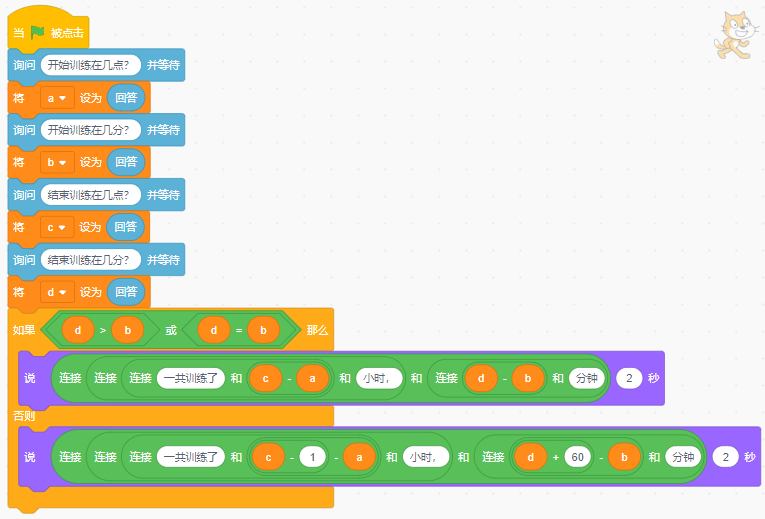 当 被点击
询问 开始训练在几点? 并等待
将 a 设为 回答
询问 开始训练在几分? 并等待
将 b 设为 回答
询问 结束训练在几点? 并等待
将 c 设为 回答
询问 结束训练在几分? 并等待
将 d 设为 回答
如果 d > b 或 d = b 那么
说 连接 连接 连接 一共训练了 和 c - a 和 小时, 和 连接 d - b 和 分钟 2 秒
否则
说 连接 连接 连接 一共训练了 和 c - 1 - a 和 小时, 和 连接 d + 60 - b 和 分钟 2 秒